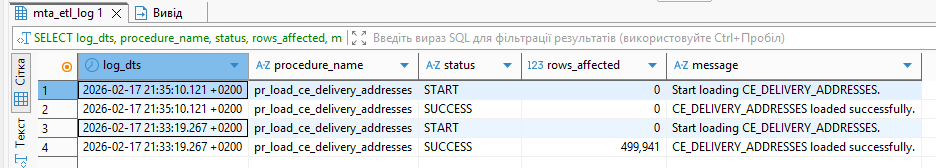 mta_etl_log 1 Вивід
SELECT log_dts, procedure_name, status, rows_affected, m Введіть вираз SQL для фільтрації результатів (використовуйте Ctrl+Пробіл)
Сітка
Текст
log_dts A-Z procedure_name A-Z status 123 rows_affected A-Z message
1 2026-02-17 21:35:10.121 +0200 pr_load_ce_delivery_addresses START 0 Start loading CE_DELIVERY_ADDRESSES.
2 2026-02-17 21:35:10.121 +0200 pr_load_ce_delivery_addresses SUCCESS 0 CE_DELIVERY_ADDRESSES loaded successfully.
3 2026-02-17 21:33:19.267 +0200 pr_load_ce_delivery_addresses START 0 Start loading CE_DELIVERY_ADDRESSES.
4 2026-02-17 21:33:19.267 +0200 pr_load_ce_delivery_addresses SUCCESS 499,941 CE_DELIVERY_ADDRESSES loaded successfully.